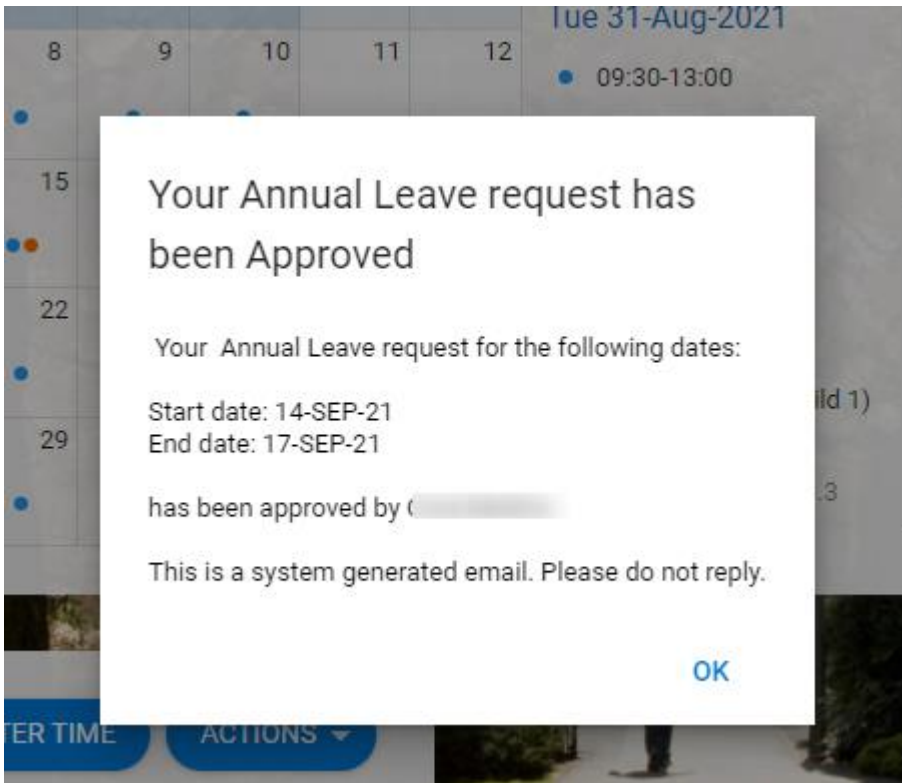 Tue 31-Aug-2021
8 9 10 11 12
09:30-13:00
15
22
29
Your Annual Leave request has
been Approved
Your Annual Leave request for the following dates:
Start date: 14-SEP-21
End date: 17-SEP-21
has been approved by
This is a system generated email. Please do not reply.
OK
ild 1)
.3
TER TIME
ACTIONS